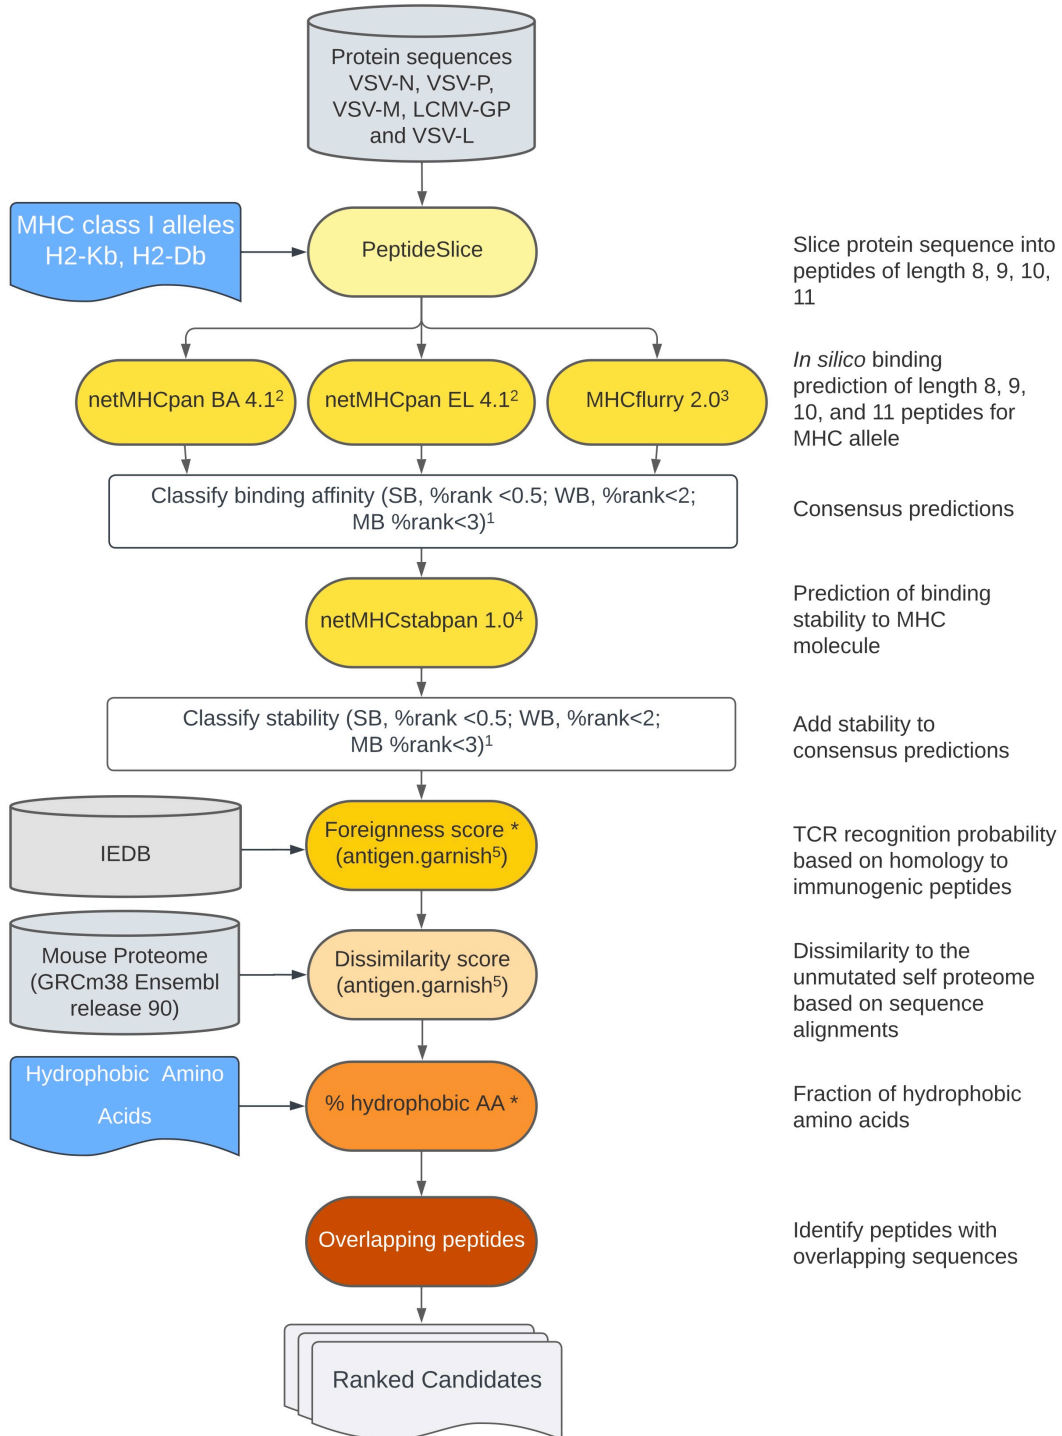 Protein sequences
VSV-N, VSV-P,
VSV-M, LCMV-GP
and VSV-L
MHC class I alleles
H2-Kb, H2-Db
PeptideSlice
Slice protein sequence into
peptides of length 8, 9, 10,
11
netMHCpan BA 4.1²
netMHCpan EL 4.1²
MHCflurry 2.0³
In silico binding
prediction of length 8, 9,
10, and 11 peptides for
MHC allele
Classify binding affinity (SB, %rank <0.5; WB, %rank<2;
MB %rank<3)¹
Consensus predictions
netMHCstabpan 1.0⁴
Prediction of binding
stability to MHC
molecule
Classify stability (SB, %rank <0.5; WB, %rank<2;
MB %rank<3)¹
Add stability to
consensus predictions
IEDB
Foreignness score *
(antigen.garnish⁵)
TCR recognition probability
based on homology to
immunogenic peptides
Mouse Proteome
(GRCm38 Ensembl
release 90)
Dissimilarity score
(antigen.garnish⁵)
Dissimilarity to the
unmutated self proteome
based on sequence
alignments
Hydrophobic Amino
Acids
% hydrophobic AA *
Fraction of hydrophobic
amino acids
Overlapping peptides
Identify peptides with
overlapping sequences
Ranked Candidates